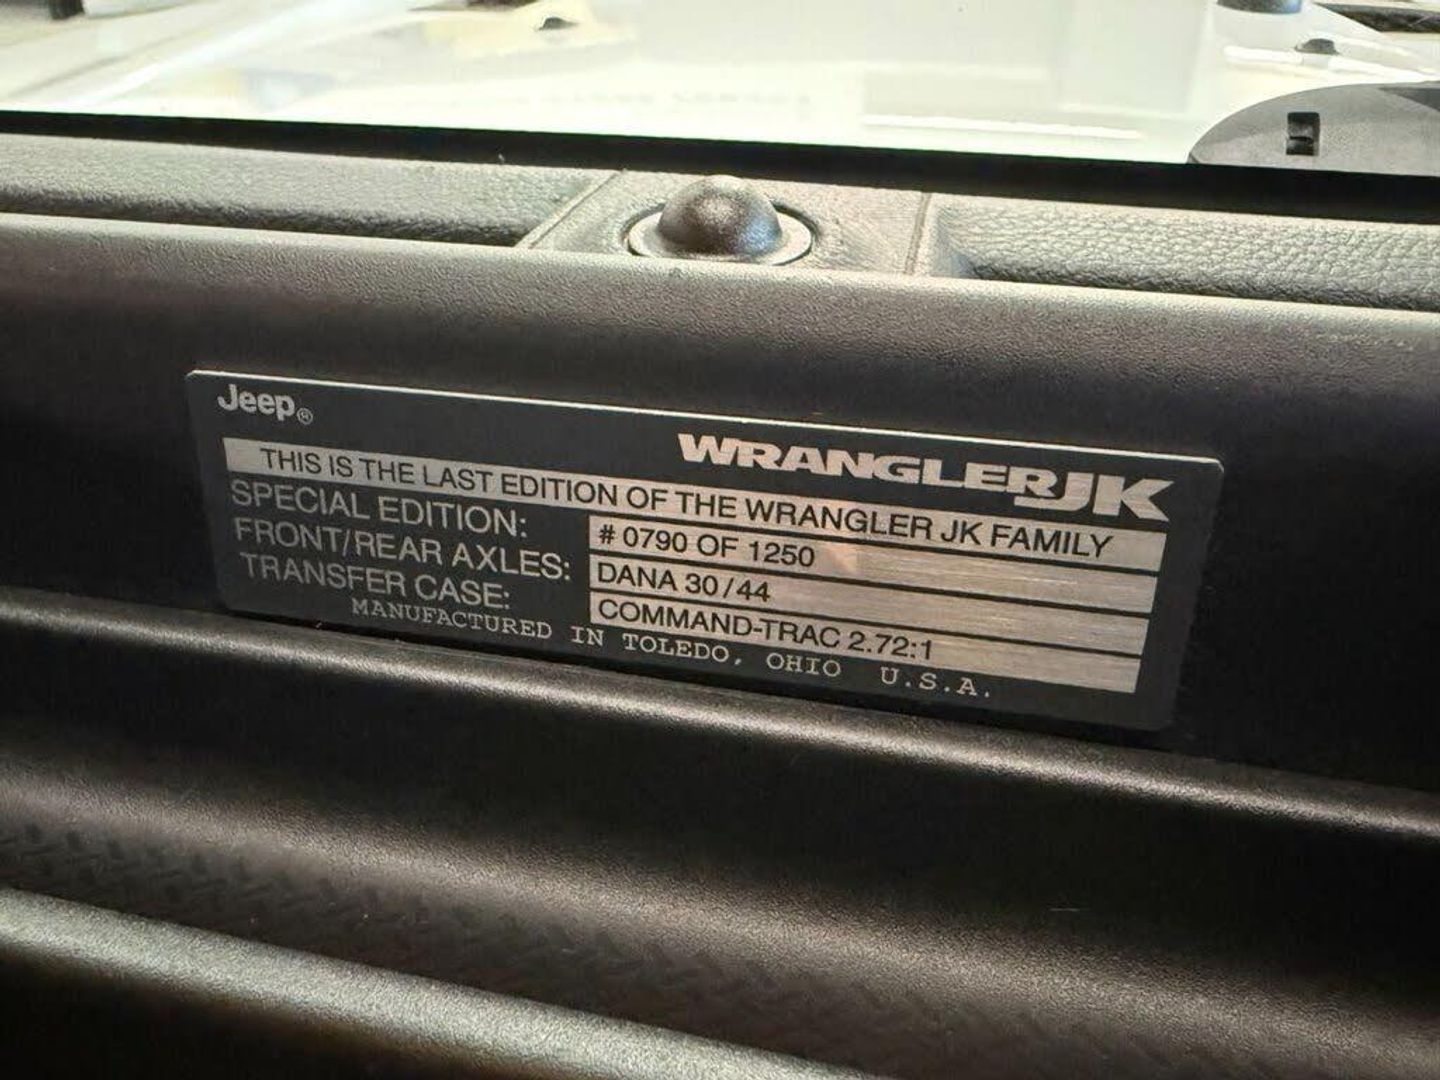 Jeep®
WRANGLER JK
THIS IS THE LAST EDITION OF THE WRANGLER JK FAMILY
SPECIAL EDITION: # 0790 OF 1250
FRONT/REAR AXLES: DANA 30/44
TRANSFER CASE: COMMAND-TRAC 2.72:1
MANUFACTURED IN TOLEDO, OHIO U.S.A.